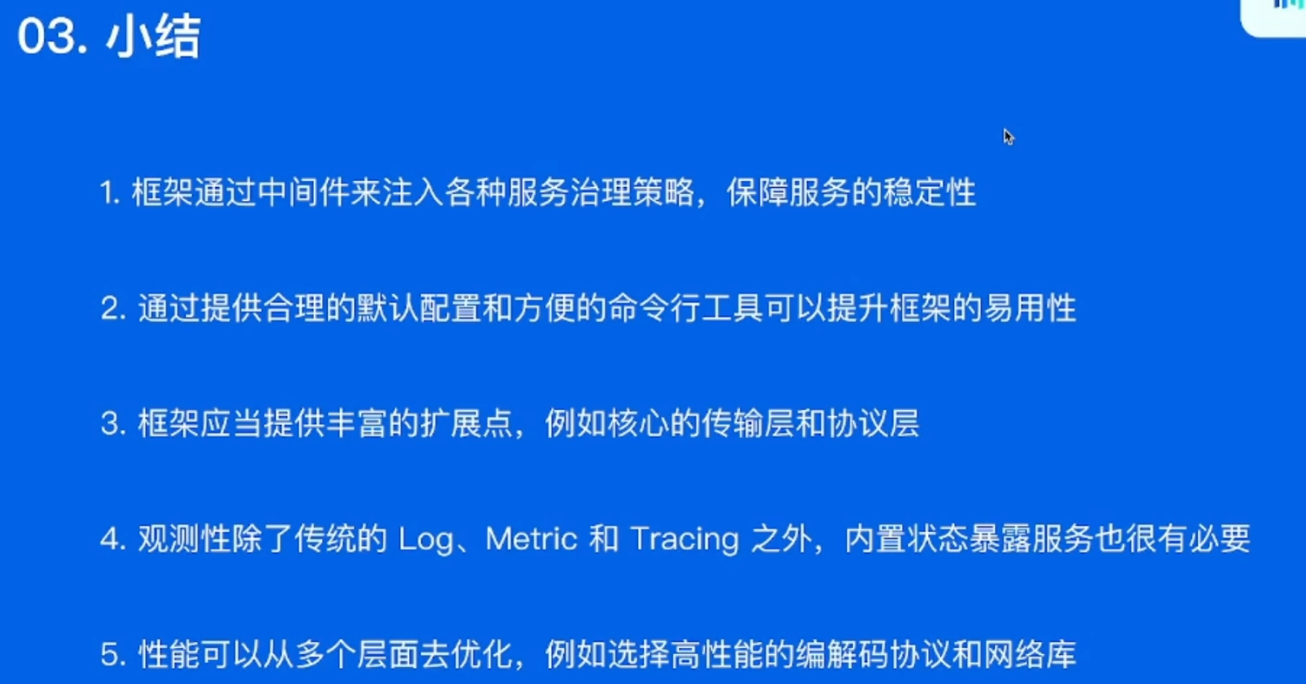 03. 小结
1. 框架通过中间件来注入各种服务治理策略，保障服务的稳定性
2. 通过提供合理的默认配置和方便的命令行工具可以提升框架的易用性
3. 框架应当提供丰富的扩展点，例如核心的传输层和协议层
4. 观测性除了传统的 Log、Metric 和 Tracing 之外，内置状态暴露服务也很有必要
5. 性能可以从多个层面去优化，例如选择高性能的编解码协议和网络库